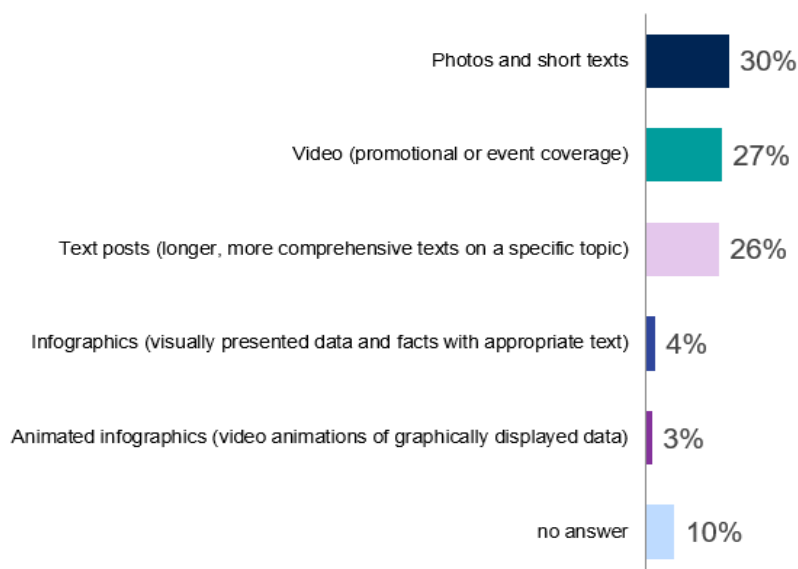 Photos and short texts 30%
Video (promotional or event coverage) 27%
Text posts (longer, more comprehensive texts on a specific topic) 26%
Infographics (visually presented data and facts with appropriate text) 4%
Animated infographics (video animations of graphically displayed data) 3%
no answer 10%